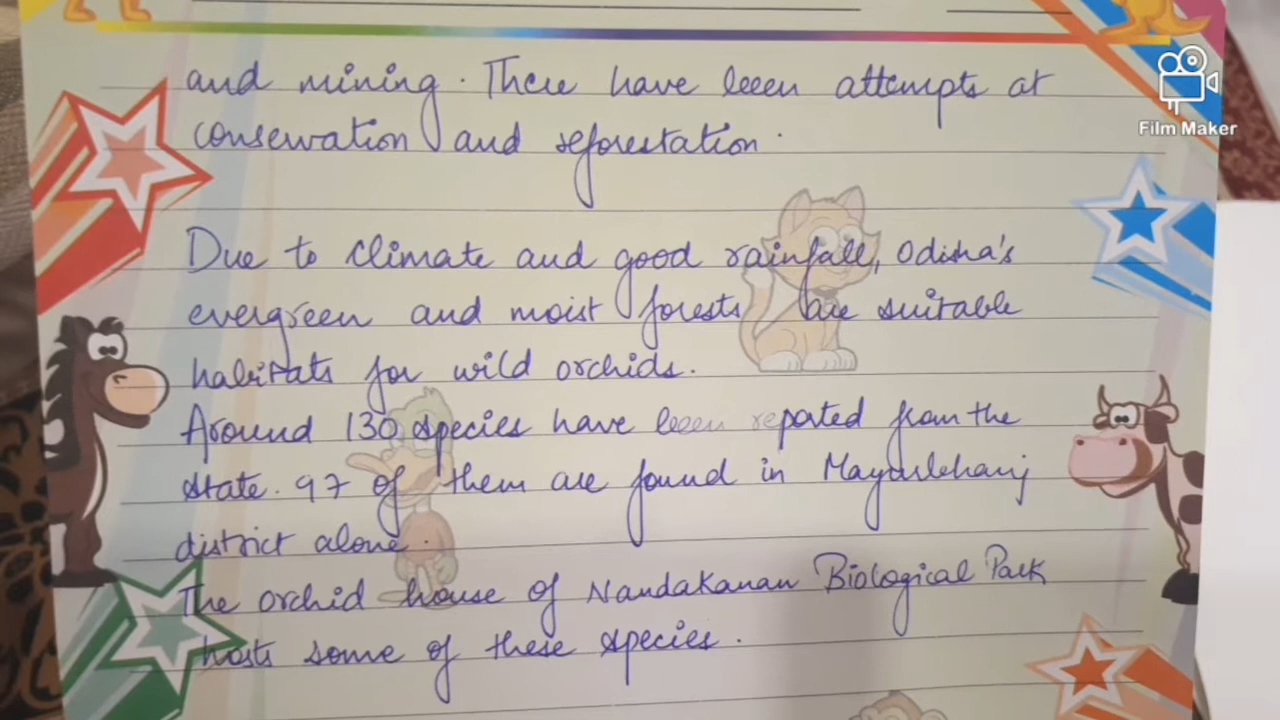 and mining. There have been attempts at
conservation and reforestation.
Due to climate and good rainfall, Odisha's
evergreen and moist forests are suitable
habitats for wild orchids.
Around 130 species have been reported from the
state. 97 of them are found in Mayurbhanj
district alone.
The orchid house of Nandakanan Biological Park
hosts some of these species.
Film Maker